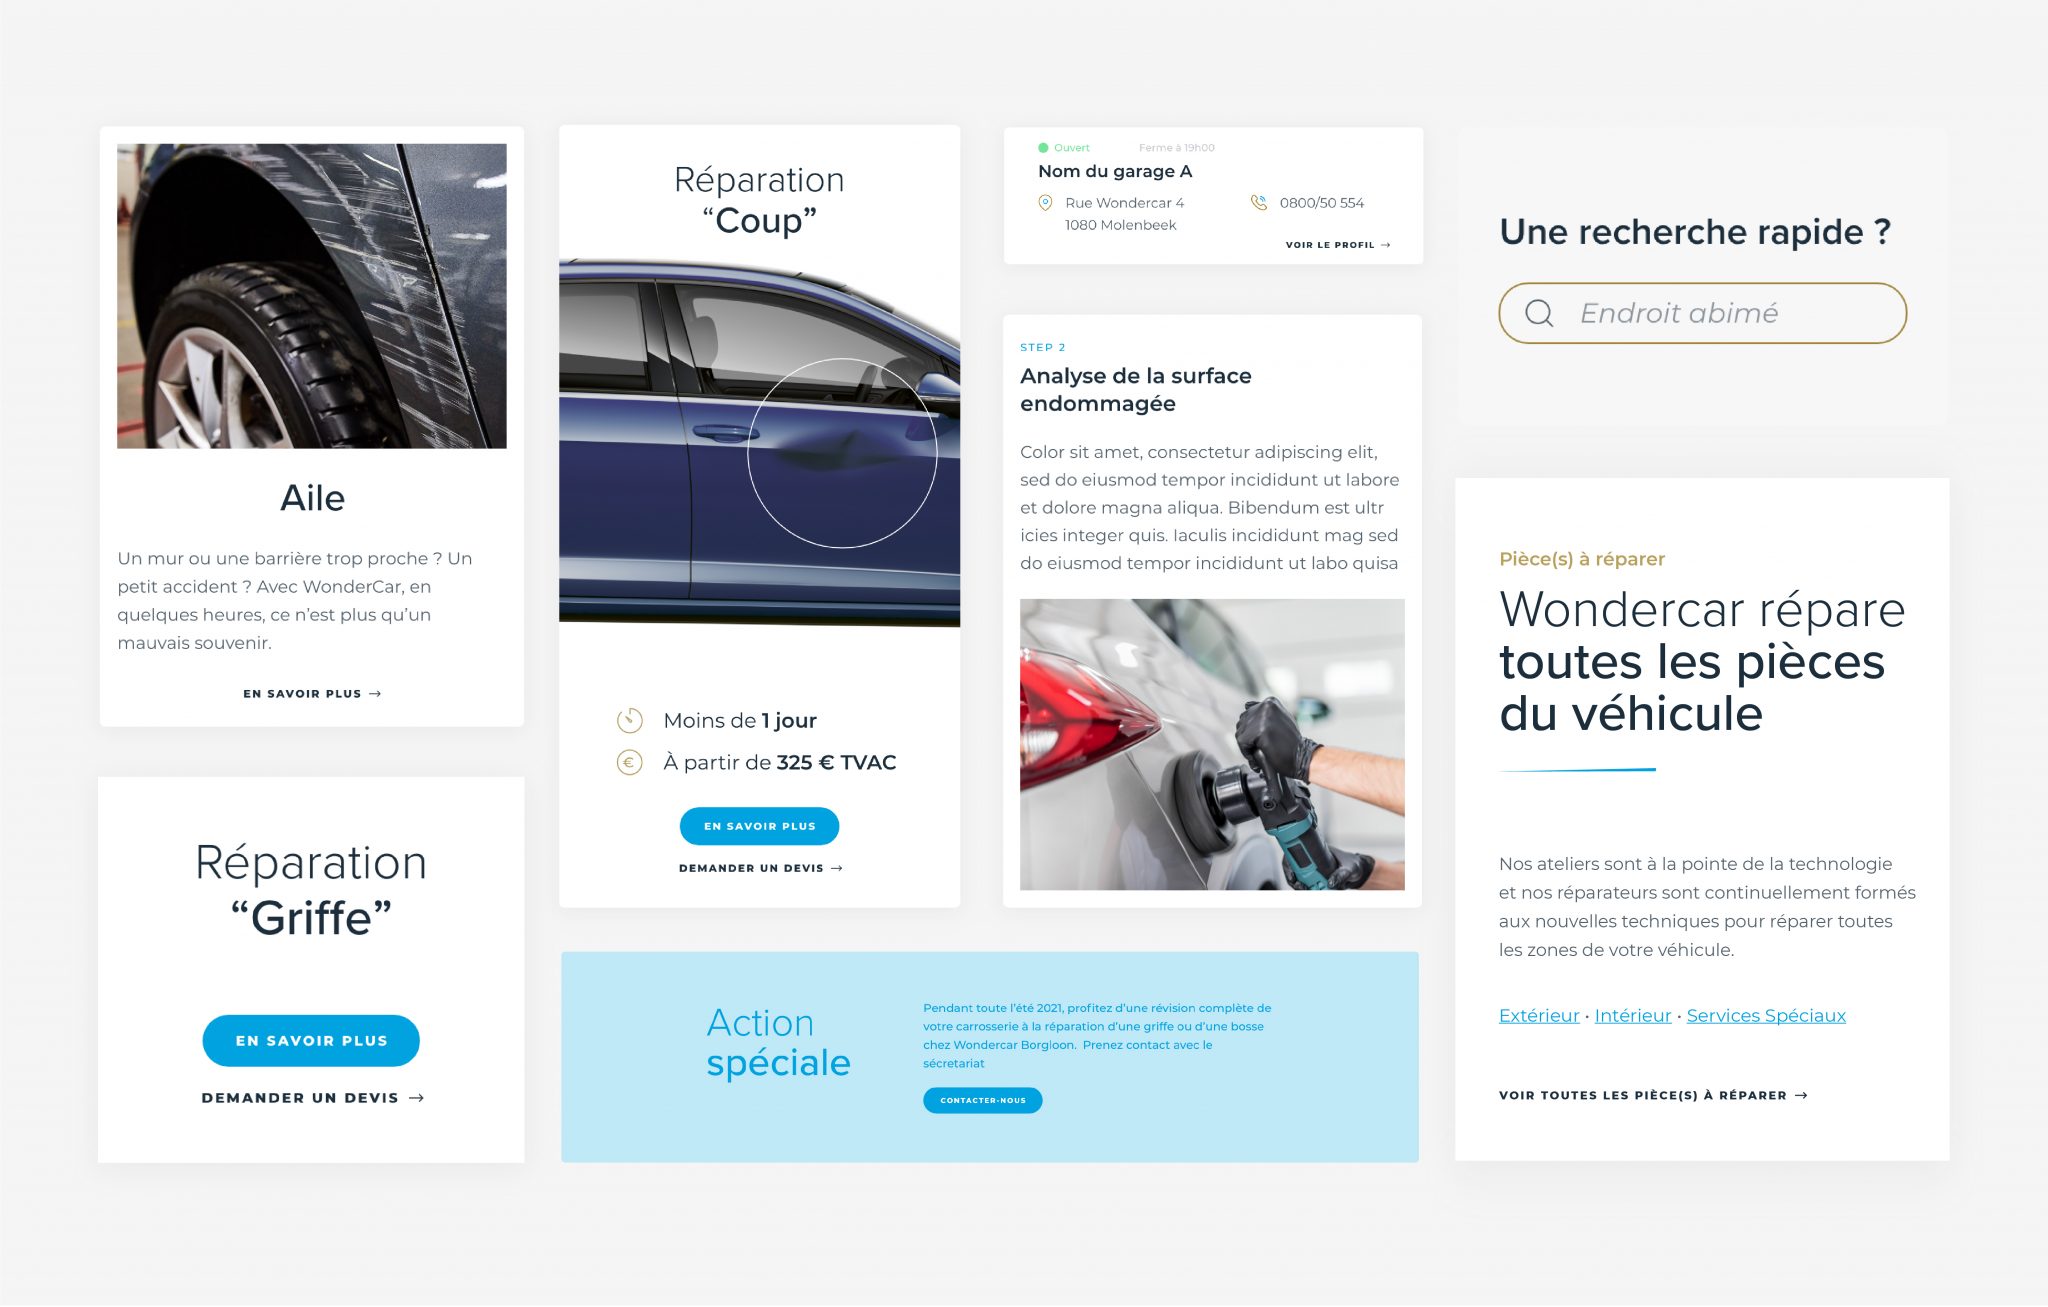 Aile
Un mur ou une barrière trop proche ? Un
petit accident ? Avec WonderCar, en
quelques heures, ce n’est plus qu’un
mauvais souvenir.
EN SAVOIR PLUS →
Réparation
“Griffe”
EN SAVOIR PLUS
DEMANDER UN DEVIS →
Réparation
“Coup”
Moins de 1 jour
€ À partir de 325 € TVAC
EN SAVOIR PLUS
DEMANDER UN DEVIS →
Ouvert Ferme à 19h00
Nom du garage A
Rue Wondercar 4 0800/50 554
1080 Molenbeek
VOIR LE PROFIL →
STEP 2
Analyse de la surface
endommagée
Color sit amet, consectetur adipiscing elit,
sed do eiusmod tempor incididunt ut labore
et dolore magna aliqua. Bibendum est ultr
icies integer quis. Iaculis incididunt mag sed
do eiusmod tempor incididunt ut labo quisa
Action
spéciale
Pendant toute l’été 2021, profitez d’une révision complète de
votre carrosserie à la réparation d’une griffe ou d’une bosse
chez Wondercar Borgloon. Prenez contact avec le
sécretariat
CONTACTER-NOUS
Une recherche rapide ?
Endroit abimé
Pièce(s) à réparer
Wondercar répare
toutes les pièces
du véhicule
Nos ateliers sont à la pointe de la technologie
et nos réparateurs sont continuellement formés
aux nouvelles techniques pour réparer toutes
les zones de votre véhicule.
Extérieur • Intérieur • Services Spéciaux
VOIR TOUTES LES PIÈCE(S) À RÉPARER →